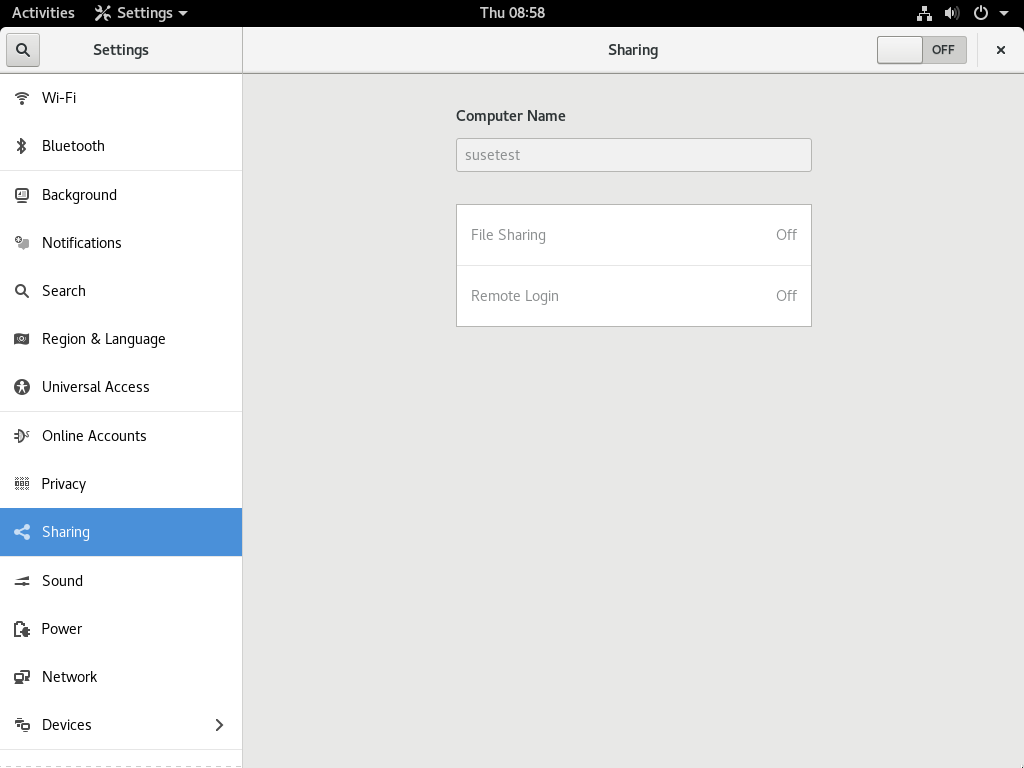 Activities Settings Thu 08:58
Settings Sharing OFF
Wi-Fi
Bluetooth
Background
Notifications
Search
Region & Language
Universal Access
Online Accounts
Privacy
Sharing
Sound
Power
Network
Devices
Computer Name
susetest
File Sharing Off
Remote Login Off